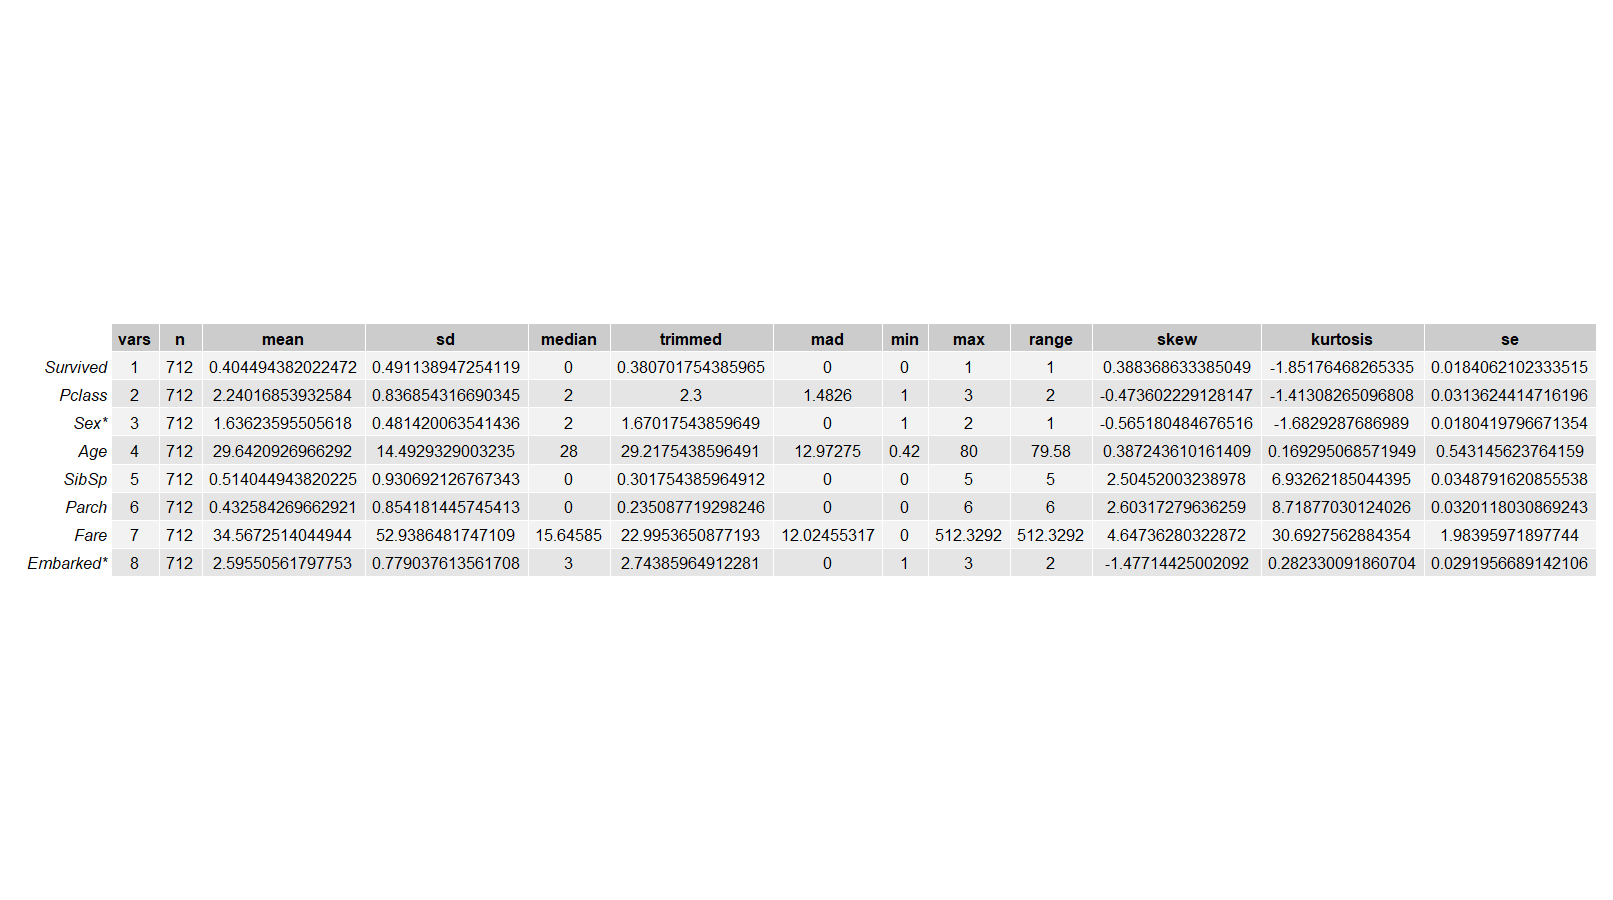 vars n mean sd median trimmed mad min max range skew kurtosis se
Survived 1 712 0.404494382022472 0.491138947254119 0 0.380701754385965 0 0 1 1 0.388368633385049 -1.85176468265335 0.0184062102333515
Pclass 2 712 2.24016853932584 0.836854316690345 2 2.3 1.4826 1 3 2 -0.473602229128147 -1.41308265096808 0.0313624414716196
Sex* 3 712 1.63623595505618 0.481420063541436 2 1.67017543859649 0 1 2 1 -0.565180484676516 -1.6829287686989 0.0180419796671354
Age 4 712 29.6420926966292 14.4929329003235 28 29.2175438596491 12.97275 0.42 80 79.58 0.387243610161409 0.169295068571949 0.543145623764159
SibSp 5 712 0.514044943820225 0.930692126767343 0 0.301754385964912 0 0 5 5 2.50452003238978 6.93262185044395 0.0348791620855538
Parch 6 712 0.432584269662921 0.854181445745413 0 0.235087719298246 0 0 6 6 2.60317279636259 8.71877030124026 0.0320118030869243
Fare 7 712 34.5672514044944 52.9386481747109 15.64585 22.9953650877193 12.02455317 0 512.3292 512.3292 4.64736280322872 30.6927562884354 1.98395971897744
Embarked* 8 712 2.59550561797753 0.779037613561708 3 2.74385964912281 0 1 3 2 -1.47714425002092 0.282330091860704 0.0291956689142106